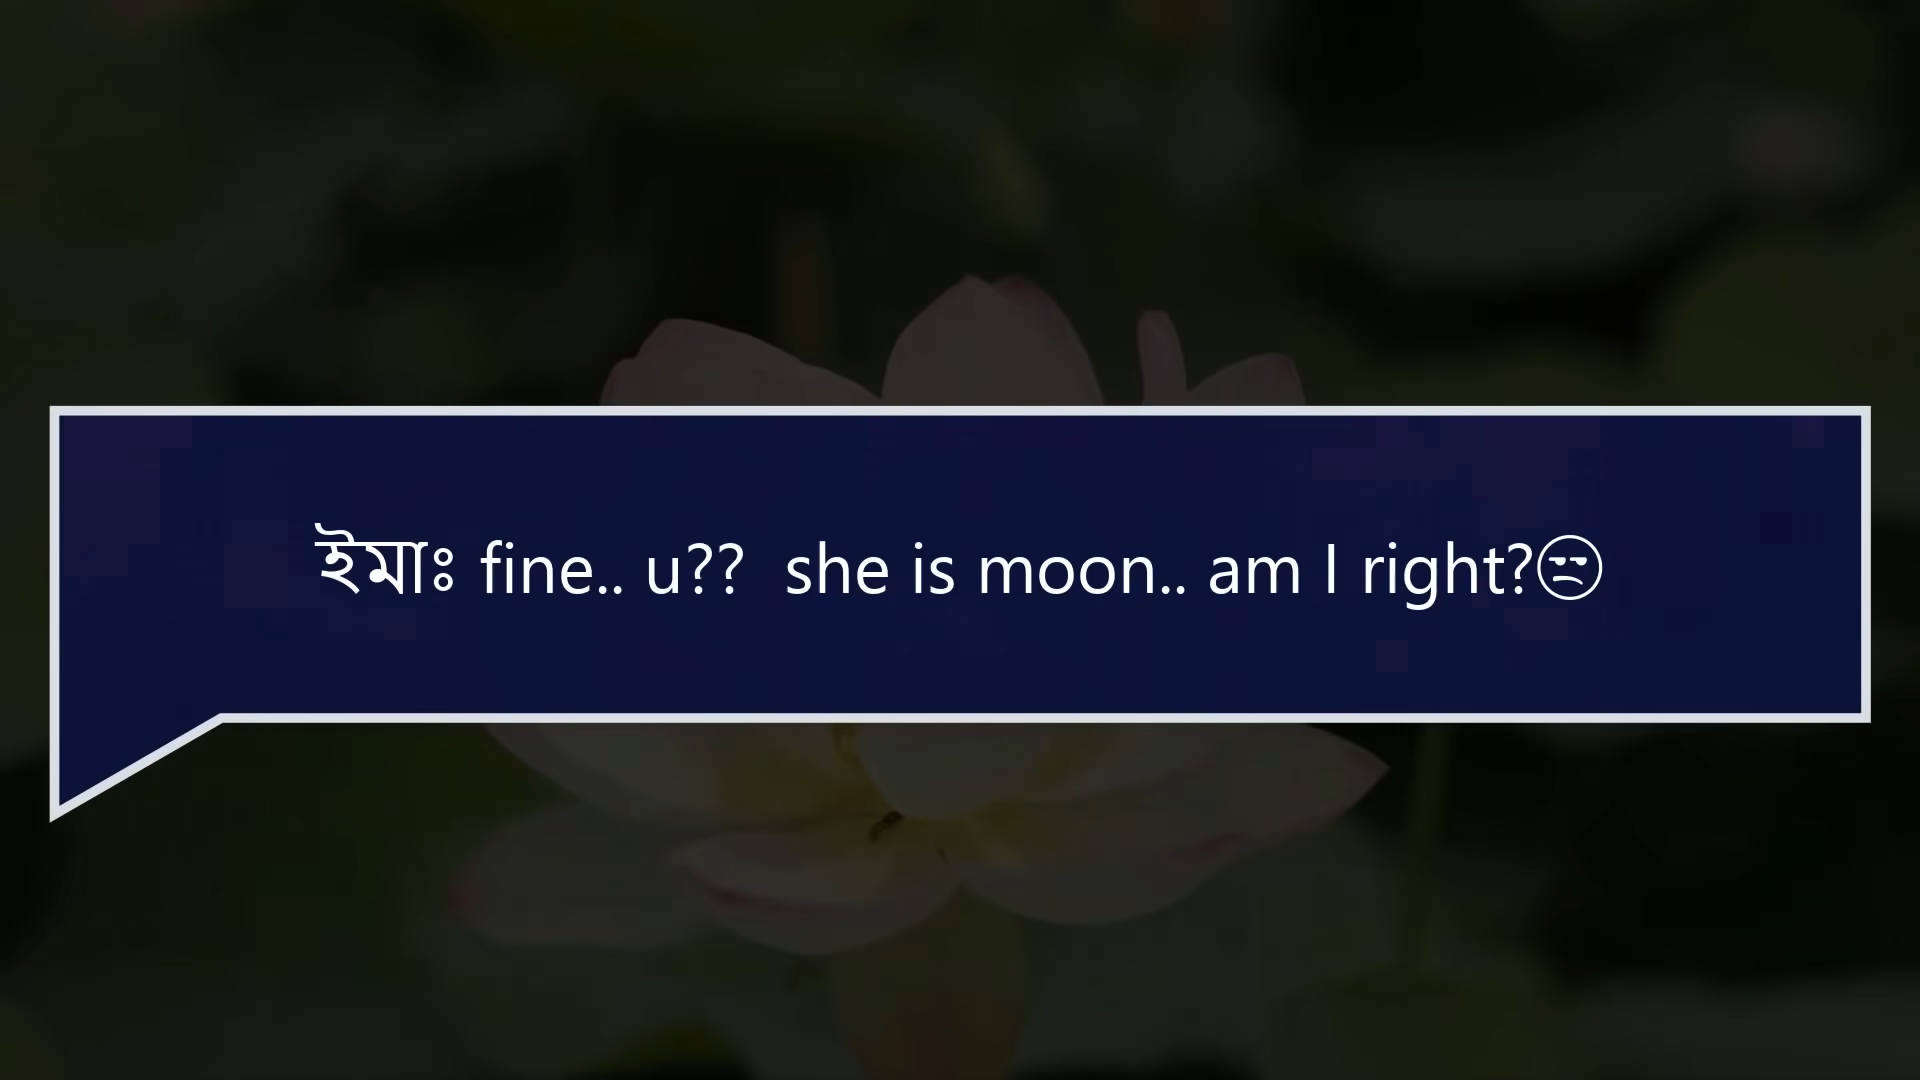 ইমাঃ fine.. u??  she is moon.. am I right?😒